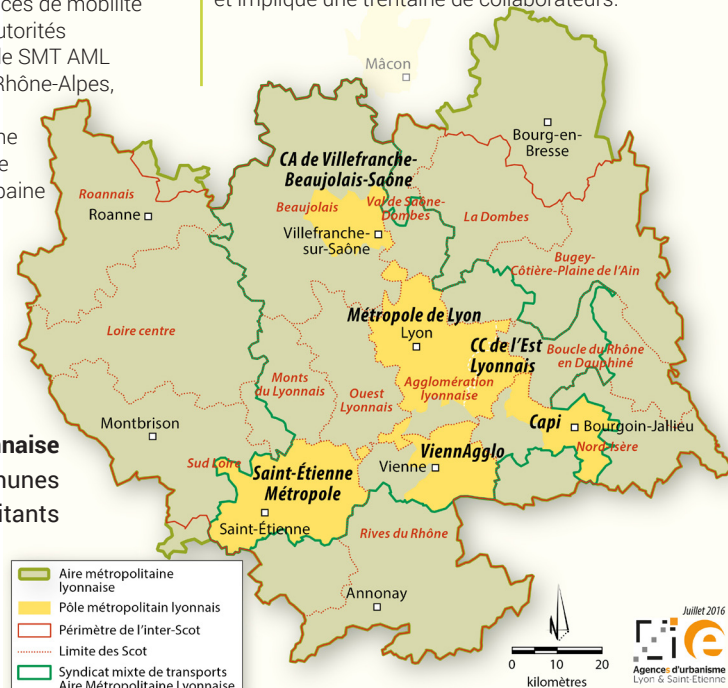 ces de mobilité
utorités
le SMT AML
Rhône-Alpes,
ne
e
paine
et implique une trentaine de collaborateurs.
Mâcon
Bourg-en-
Bresse
CA de Villefranche-
Beaujolais-Saône
Roannais
Roanne
Beaujolais
Val de Saône-
Dombes
La Dombes
Villefranche-
sur-Saône
Bugey-
Côtière-Plaine de l'Ain
Métropole de Lyon
Lyon
Loire centre
CC de l'Est
Lyonnais
Boucle du Rhône
en Dauphiné
Monts
du Lyonnais
Ouest
Lyonnais
Agglomération
lyonnaise
Montbrison
Capi
Bourgoin-Jallieu
Nord-Isère
nnaise
munes
itants
Sud Loire
Saint-Étienne
Métropole
ViennAgglo
Vienne
Saint-Étienne
Rives du Rhône
Annonay
Aire métropolitaine
lyonnaise
Pôle métropolitain lyonnais
Périmètre de l'inter-Scot
Limite des Scot
Syndicat mixte de transports
Aire Métropolitaine Lyonnaise
0 10 20
kilomètres
Juillet 2016
Agences d'urbanisme
Lyon & Saint-Etienne